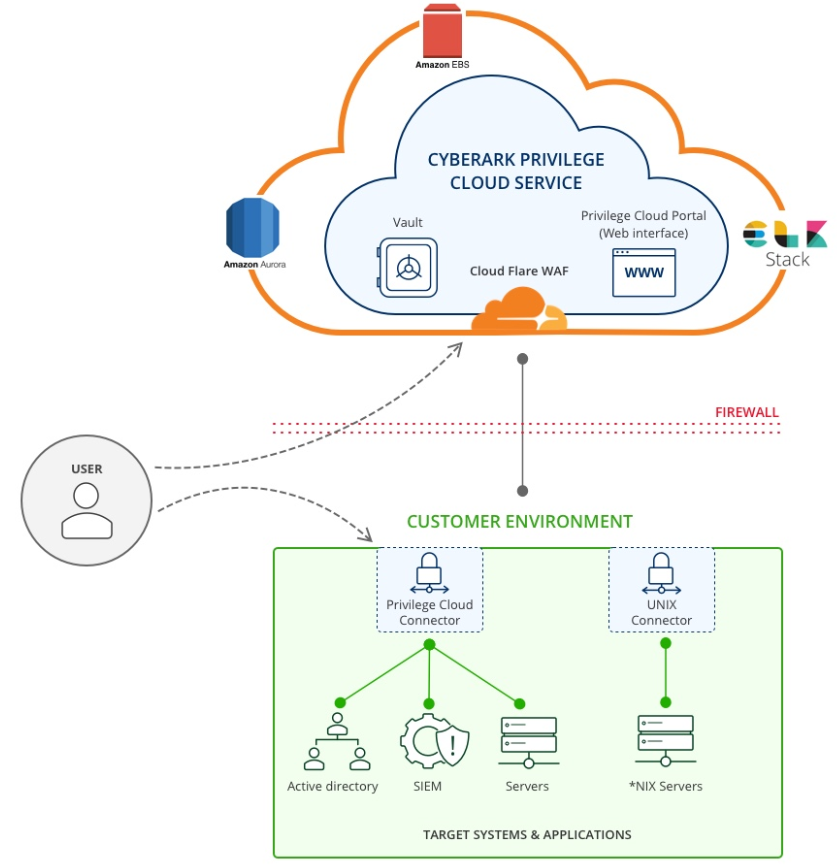 Amazon EBS
CYBERARK PRIVILEGE
CLOUD SERVICE
Vault
Privilege Cloud Portal
(Web interface)
Cloud Flare WAF
WWW
Amazon Aurora
elk
Stack
FIREWALL
USER
CUSTOMER ENVIRONMENT
Privilege Cloud
Connector
UNIX
Connector
Active directory
SIEM
Servers
*NIX Servers
TARGET SYSTEMS & APPLICATIONS